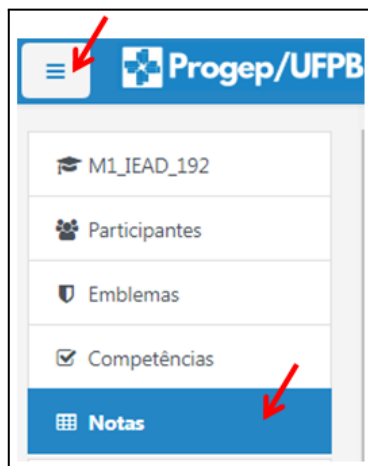 Progep/UFPB
M1_IEAD_192
Participantes
Emblemas
Competências
Notas